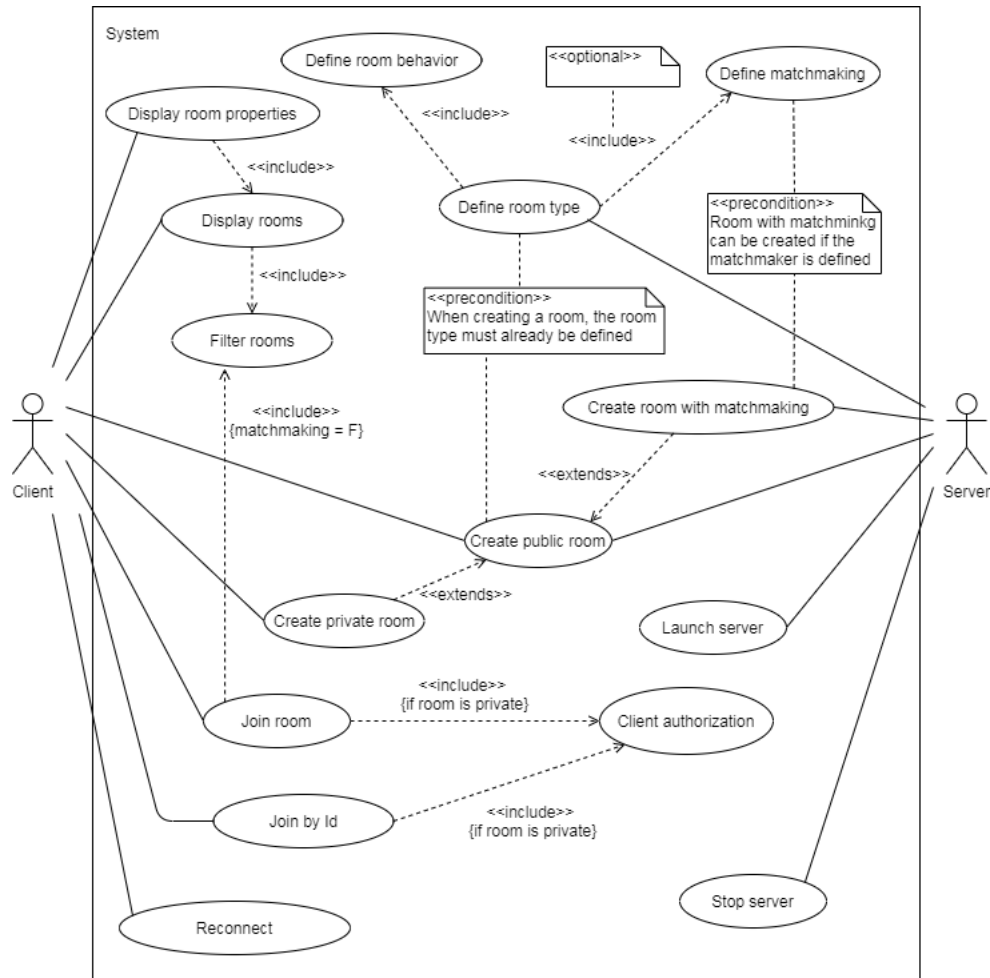 System
Define room behavior
<<optional>>
Define matchmaking
Display room properties
<<include>>
<<include>>
<<include>>
Display rooms
Define room type
<<precondition>>
Room with matchminkg
can be created if the
matchmaker is defined
<<include>>
<<precondition>>
When creating a room, the room
type must already be defined
Filter rooms
<<include>>
{matchmaking = F}
Create room with matchmaking
Client
Server
<<extends>>
Create public room
<<extends>>
Create private room
Launch server
<<include>>
{if room is private}
Join room
Client authorization
<<include>>
{if room is private}
Join by Id
Stop server
Reconnect